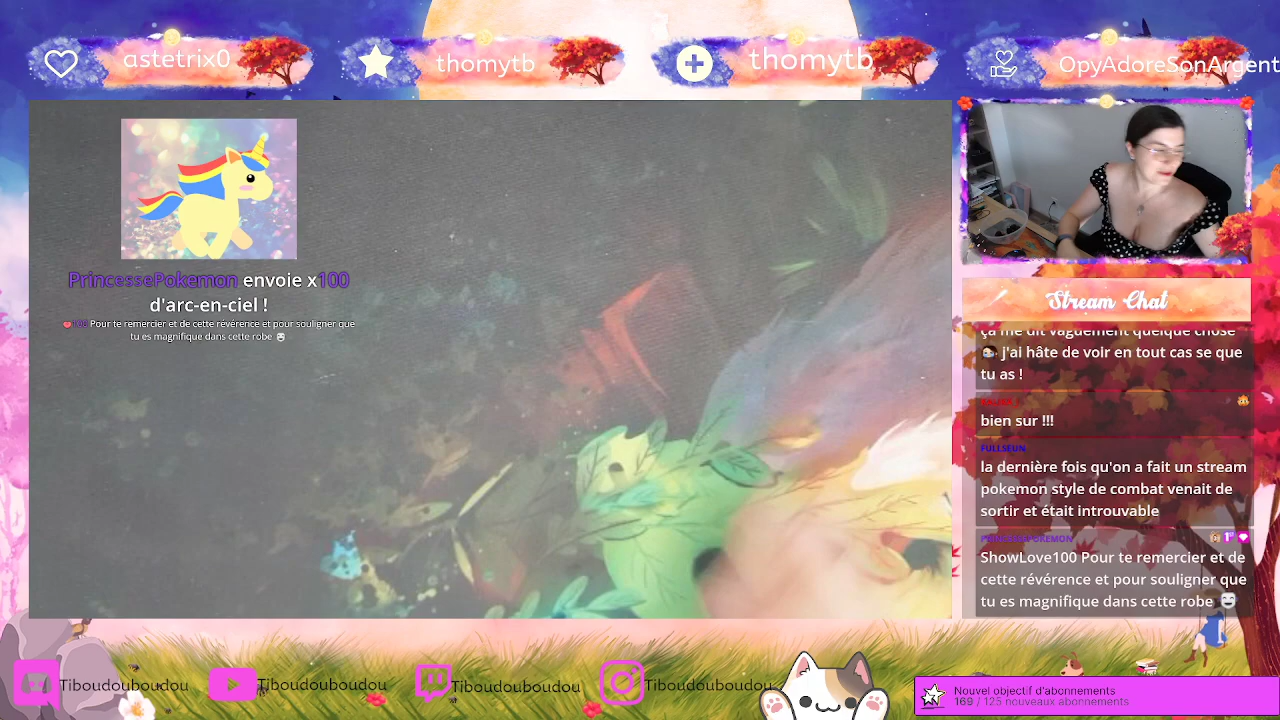 astetrix0
thomytb
thomytb
OpyAdoreSonArgent
PrincessePokemon envoie x100
d'arc-en-ciel !
100 Pour te remercier et de cette révérence et pour souligner que
tu es magnifique dans cette robe
Stream Chat
ça me dit vaguement quelque chose
j'ai hâte de voir en tout cas se que
tu as !
bien sur !!!
FULLSEUN
la dernière fois qu'on a fait un stream
pokemon style de combat venait de
sortir et était introuvable
PRINCESSEPOKEMON
ShowLove100 Pour te remercier et de
cette révérence et pour souligner que
tu es magnifique dans cette robe
Tiboudouboudou
Tiboudouboudou
Tiboudouboudou
Tiboudouboudou
Nouvel objectif d'abonnements
169 / 125 nouveaux abonnements